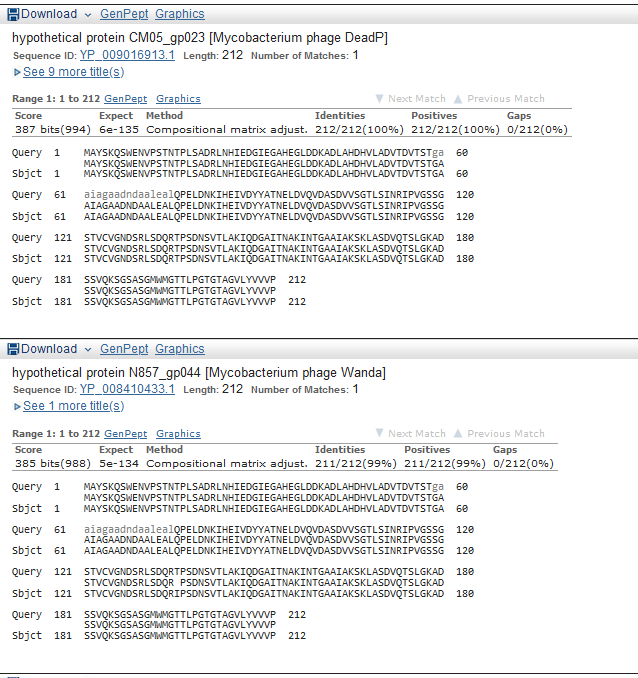 Download GenPept Graphics
hypothetical protein CM05_gp023 [Mycobacterium phage DeadP]
Sequence ID: YP_009016913.1 Length: 212 Number of Matches: 1
See 9 more title(s)
Range 1: 1 to 212 GenPept Graphics Next Match Previous Match
Score Expect Method Identities Positives Gaps
387 bits(994) 6e-135 Compositional matrix adjust. 212/212(100%) 212/212(100%) 0/212(0%)
Query 1 MAYSKQSWENVPSTNTPLSADRLNHIEDGIEGAHEGLDDKADLAHDHVLADVTDVTSTga 60
MAYSKQSWENVPSTNTPLSADRLNHIEDGIEGAHEGLDDKADLAHDHVLADVTDVTSTGA
Sbjct 1 MAYSKQSWENVPSTNTPLSADRLNHIEDGIEGAHEGLDDKADLAHDHVLADVTDVTSTGA 60
Query 61 aiagaadndaalealQPELDNKIHEIVDYYATNELDVQVDASDVVSGTLSINRIPVGSSG 120
AIAGAADNDAALEALQPELDNKIHEIVDYYATNELDVQVDASDVVSGTLSINRIPVGSSG
Sbjct 61 AIAGAADNDAALEALQPELDNKIHEIVDYYATNELDVQVDASDVVSGTLSINRIPVGSSG 120
Query 121 STVCVGNDSRLSDQRTPSDNSVTLAKIQDGAITNAKINTGAAIAKSKLASDVQTSLGKAD 180
STVCVGNDSRLSDQRTPSDNSVTLAKIQDGAITNAKINTGAAIAKSKLASDVQTSLGKAD
Sbjct 121 STVCVGNDSRLSDQRTPSDNSVTLAKIQDGAITNAKINTGAAIAKSKLASDVQTSLGKAD 180
Query 181 SSVQKSGSASGMWMGTTLPGTGTAGVLYVVVP 212
SSVQKSGSASGMWMGTTLPGTGTAGVLYVVVP
Sbjct 181 SSVQKSGSASGMWMGTTLPGTGTAGVLYVVVP 212
Download GenPept Graphics
hypothetical protein N857_gp044 [Mycobacterium phage Wanda]
Sequence ID: YP_008410433.1 Length: 212 Number of Matches: 1
See 1 more title(s)
Range 1: 1 to 212 GenPept Graphics Next Match Previous Match
Score Expect Method Identities Positives Gaps
385 bits(988) 5e-134 Compositional matrix adjust. 211/212(99%) 211/212(99%) 0/212(0%)
Query 1 MAYSKQSWENVPSTNTPLSADRLNHIEDGIEGAHEGLDDKADLAHDHVLADVTDVTSTga 60
MAYSKQSWENVPSTNTPLSADRLNHIEDGIEGAHEGLDDKADLAHDHVLADVTDVTSTGA
Sbjct 1 MAYSKQSWENVPSTNTPLSADRLNHIEDGIEGAHEGLDDKADLAHDHVLADVTDVTSTGA 60
Query 61 aiagaadndaalealQPELDNKIHEIVDYYATNELDVQVDASDVVSGTLSINRIPVGSSG 120
AIAGAADNDAALEALQPELDNKIHEIVDYYATNELDVQVDASDVVSGTLSINRIPVGSSG
Sbjct 61 AIAGAADNDAALEALQPELDNKIHEIVDYYATNELDVQVDASDVVSGTLSINRIPVGSSG 120
Query 121 STVCVGNDSRLSDQRTPSDNSVTLAKIQDGAITNAKINTGAAIAKSKLASDVQTSLGKAD 180
STVCVGNDSRLSDQR PSDNSVTLAKIQDGAITNAKINTGAAIAKSKLASDVQTSLGKAD
Sbjct 121 STVCVGNDSRLSDQRIPSDNSVTLAKIQDGAITNAKINTGAAIAKSKLASDVQTSLGKAD 180
Query 181 SSVQKSGSASGMWMGTTLPGTGTAGVLYVVVP 212
SSVQKSGSASGMWMGTTLPGTGTAGVLYVVVP
Sbjct 181 SSVQKSGSASGMWMGTTLPGTGTAGVLYVVVP 212